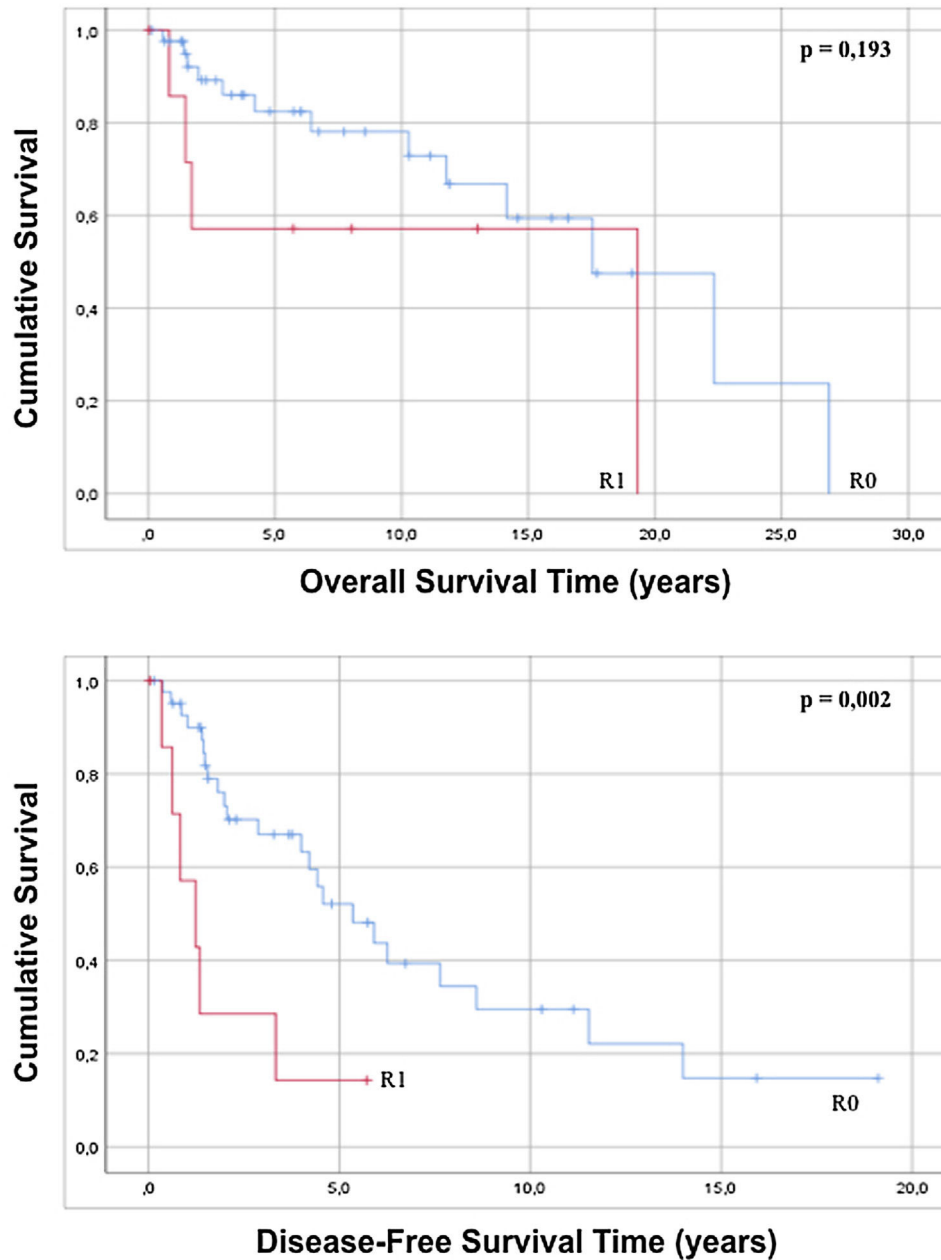 Cumulative Survival
1,0
0,8
0,6
0,4
0,2
0,0
p = 0,193
R1
R0
,0 5,0 10,0 15,0 20,0 25,0 30,0
Overall Survival Time (years)
Cumulative Survival
1,0
0,8
0,6
0,4
0,2
0,0
p = 0,002
R1
R0
,0 5,0 10,0 15,0 20,0
Disease-Free Survival Time (years)